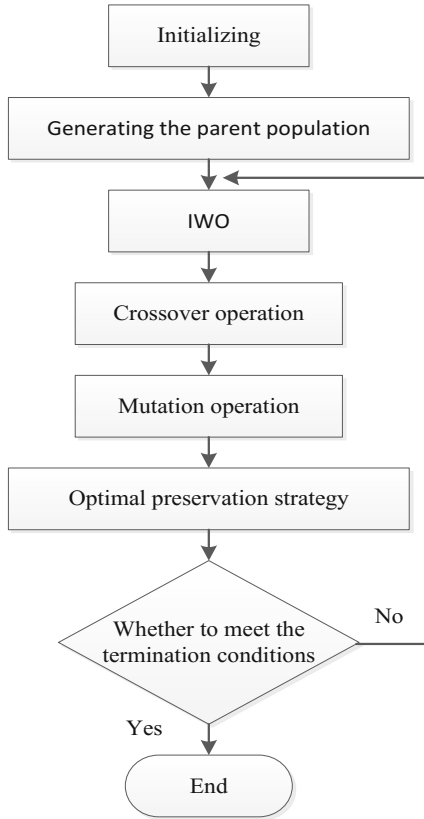 Initializing
Generating the parent population
IWO
Crossover operation
Mutation operation
Optimal preservation strategy
Whether to meet the
termination conditions
No
Yes
End